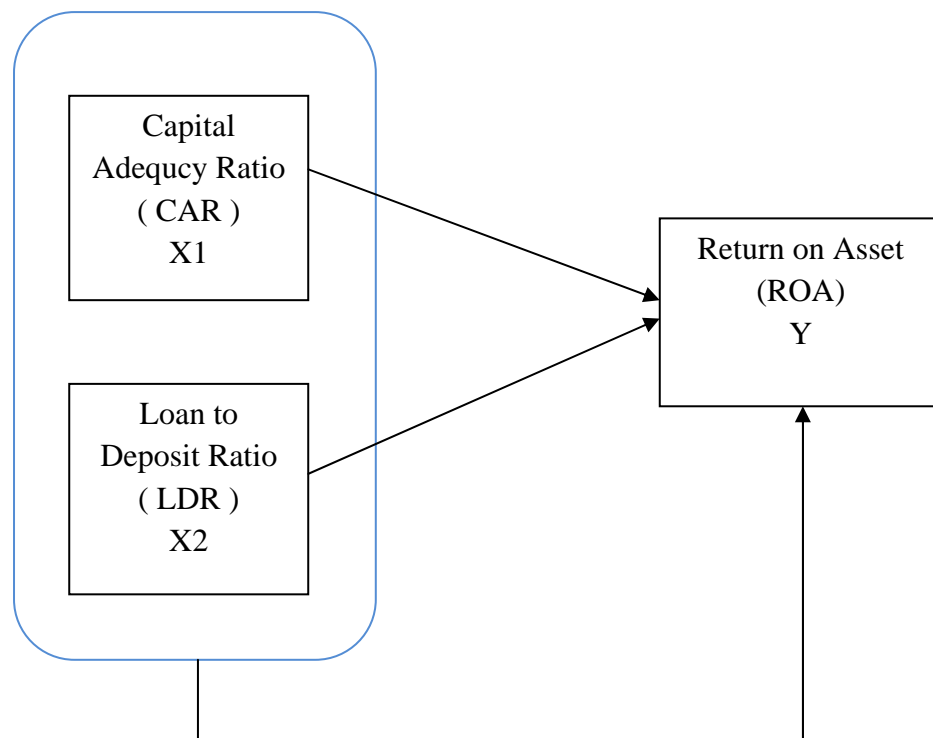 Capital
Adequcy Ratio
( CAR )
X1
Return on Asset
(ROA)
Y
Loan to
Deposit Ratio
( LDR )
X2